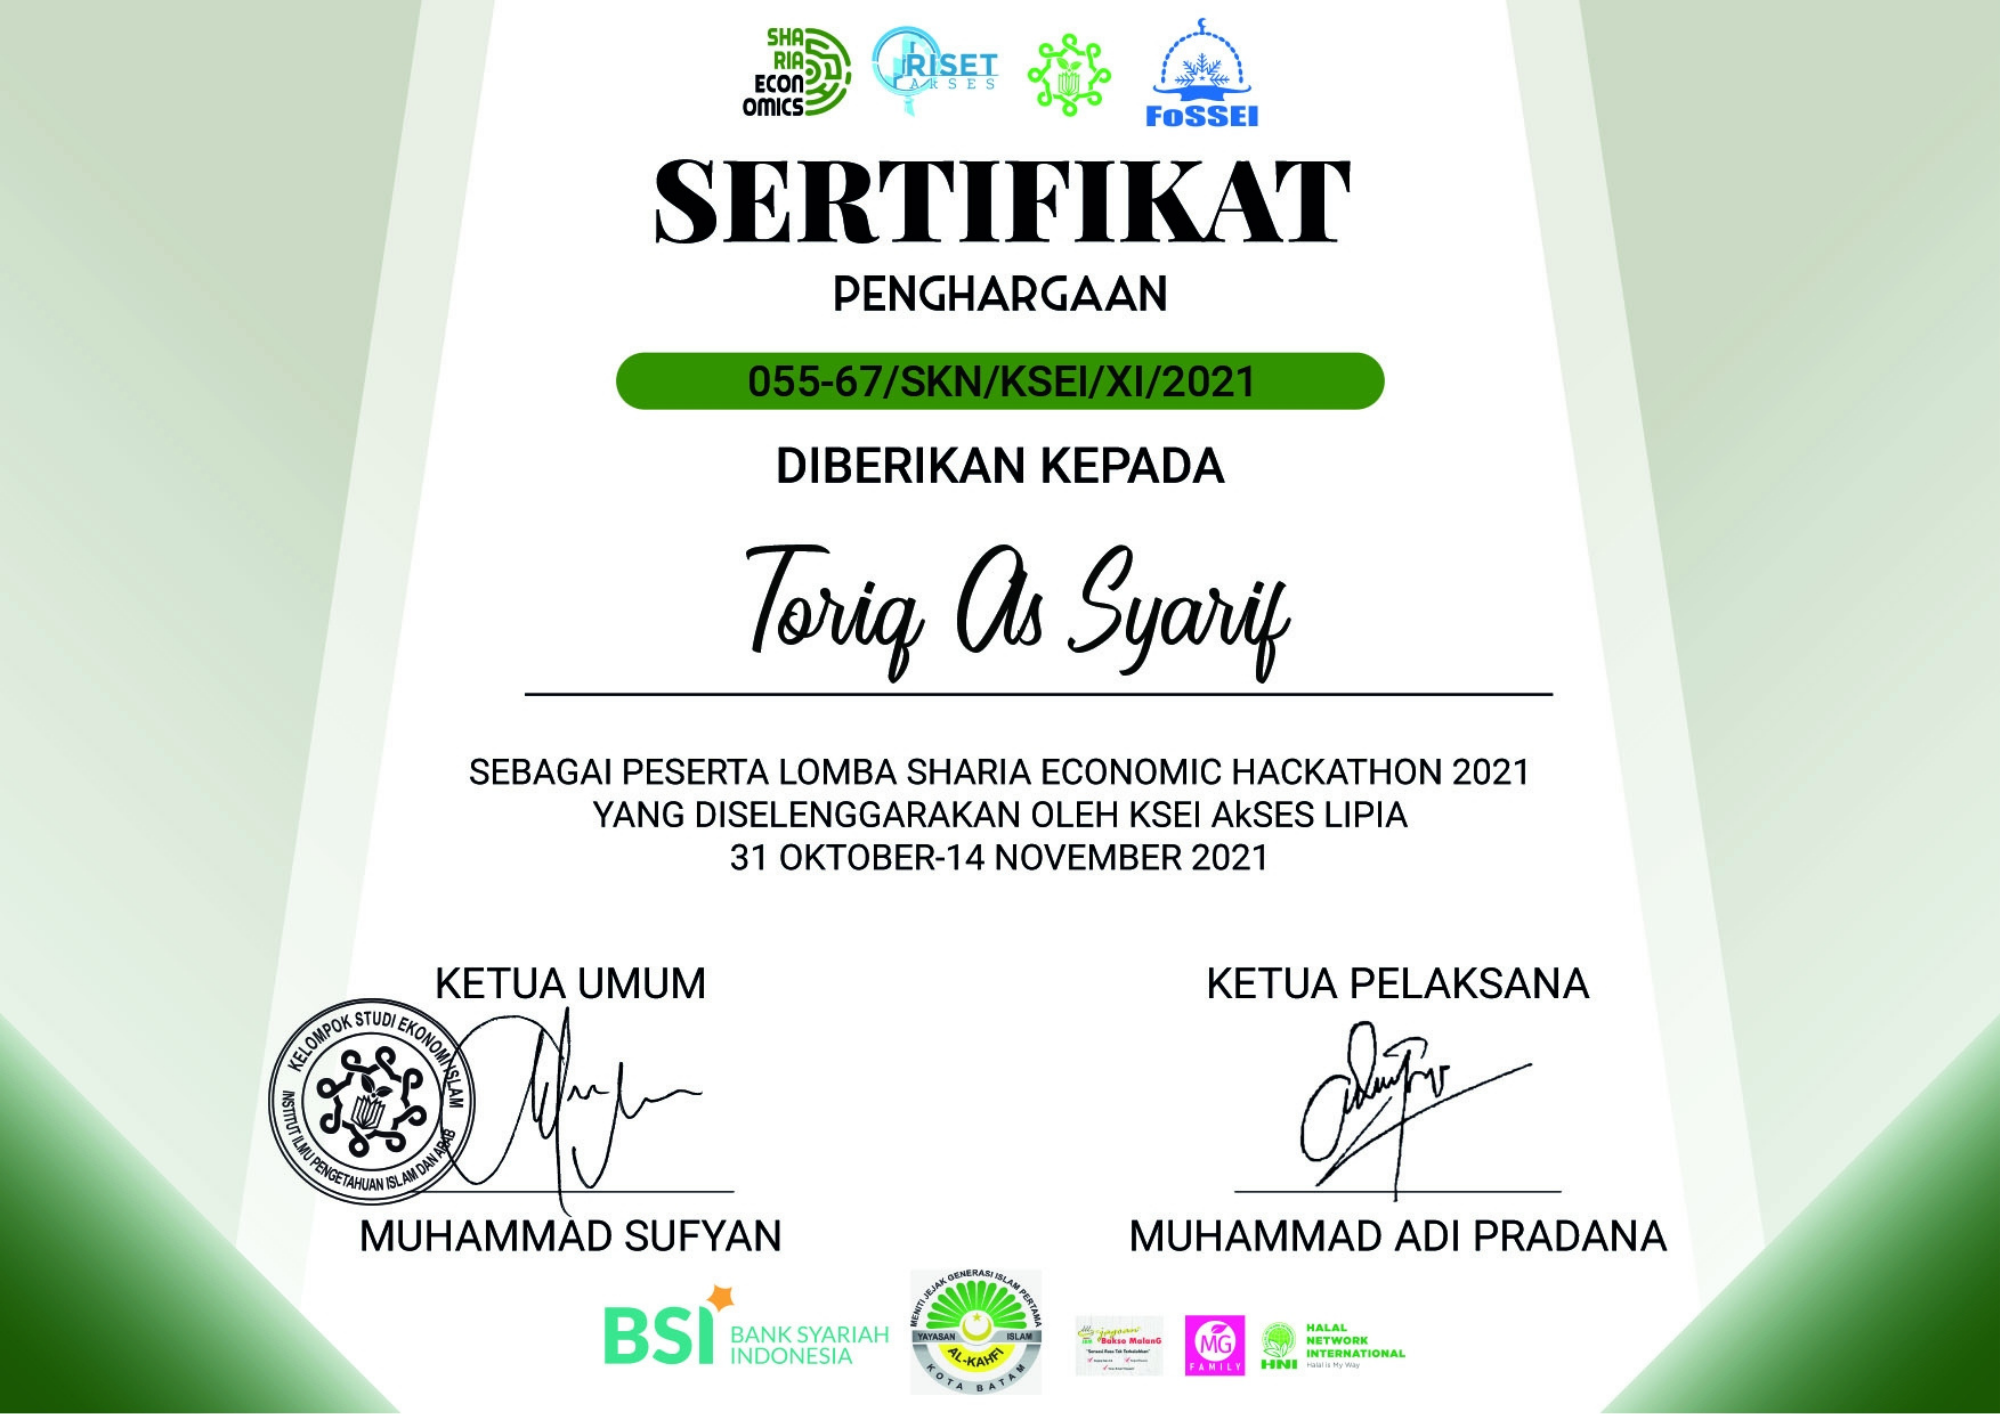 SHA
RIA
ECON
OMICS
RISET
AKSES
FoSSEI
SERTIFIKAT
PENGHARGAAN
055-67/SKN/KSEI/XI/2021
DIBERIKAN KEPADA
Toriq As Syarif
SEBAGAI PESERTA LOMBA SHARIA ECONOMIC HACKATHON 2021
YANG DISELENGGARAKAN OLEH KSEI AkSES LIPIA
31 OKTOBER-14 NOVEMBER 2021
KETUA UMUM
KETUA PELAKSANA
KELOMPOK STUDI EKONOMI ISLAM
INSTITUT ILMU PENGETAHUAN ISLAM DAN ARAB
MUHAMMAD SUFYAN
MUHAMMAD ADI PRADANA
BSI BANK SYARIAH
INDONESIA
MENITI JEJAK GENERASI ISLAM PERTAMA
YAYASAN ISLAM
AL-KAHFI
KOTA BATAM
Bakso MalanG
MG
FAMILY
HNI
HALAL
NETWORK
INTERNATIONAL
Halal is My Way